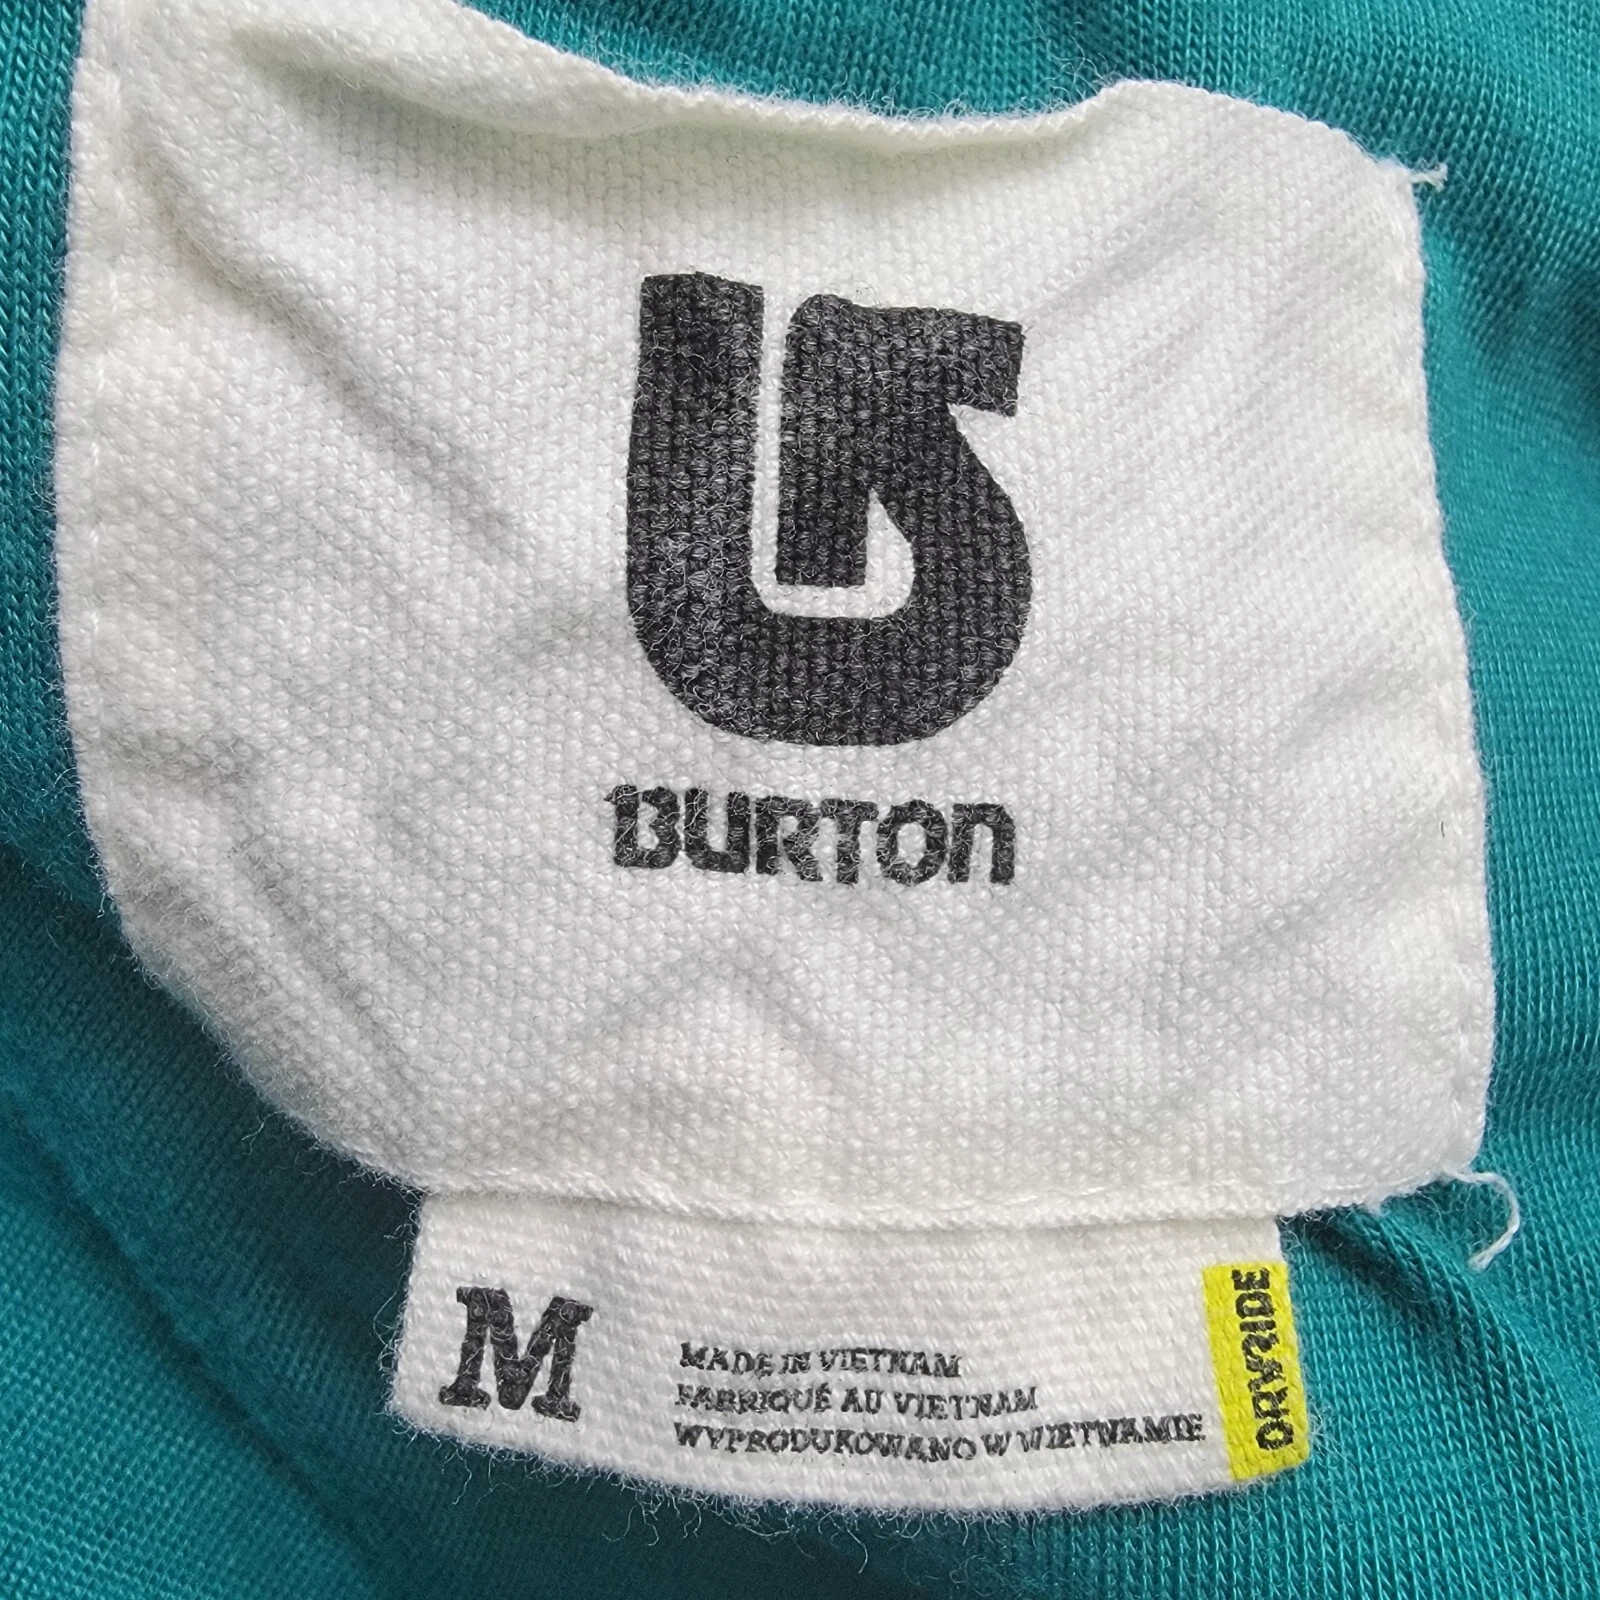 BURTON
M
MADE IN VIETNAM
FABRIQUÉ AU VIETNAM
WYPRODUKOWANO W WIETNAMIE
DRYRIDE